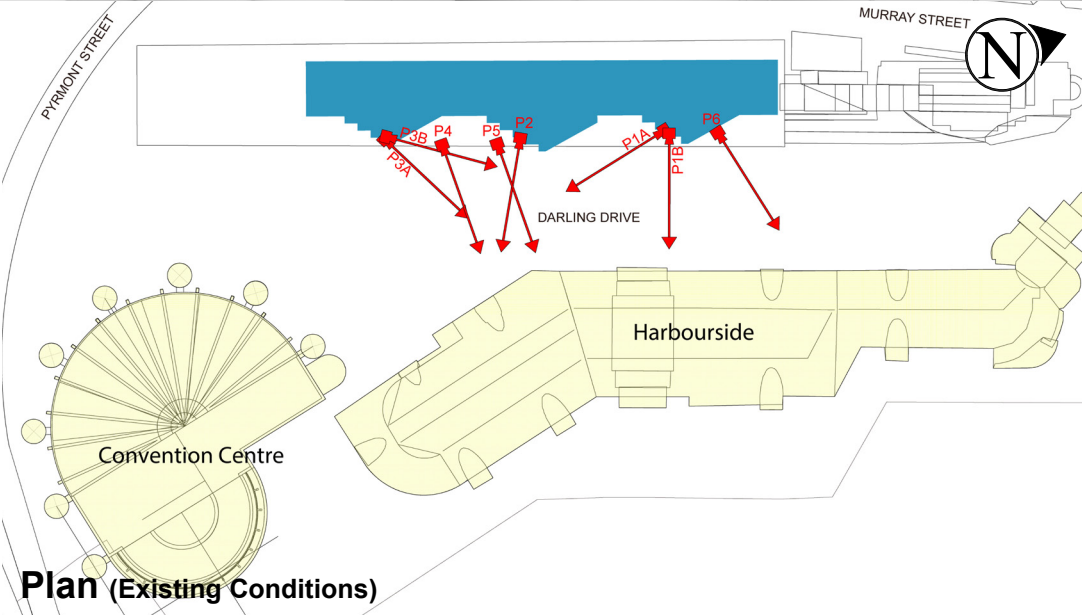 PYRMONT STREET
MURRAY STREET
N
P3B
P4
P5
P2
P1A
P1B
P6
P3A
DARLING DRIVE
Harbourside
Convention Centre
Plan (Existing Conditions)